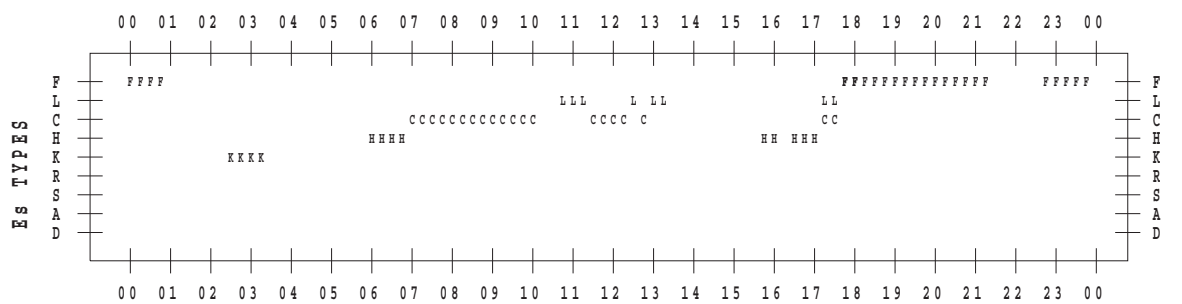 00 01 02 03 04 05 06 07 08 09 10 11 12 13 14 15 16 17 18 19 20 21 22 23 00
F FFFF FFFFFFFFFFFFFFF FFFFF F
L LLL L LL LL L
C CCCCCCCCCCCCC CCCC C CC C
H HHHH HH HHH H
K KKKK K
R R
S S
A A
D D
Es TYPES
00 01 02 03 04 05 06 07 08 09 10 11 12 13 14 15 16 17 18 19 20 21 22 23 00